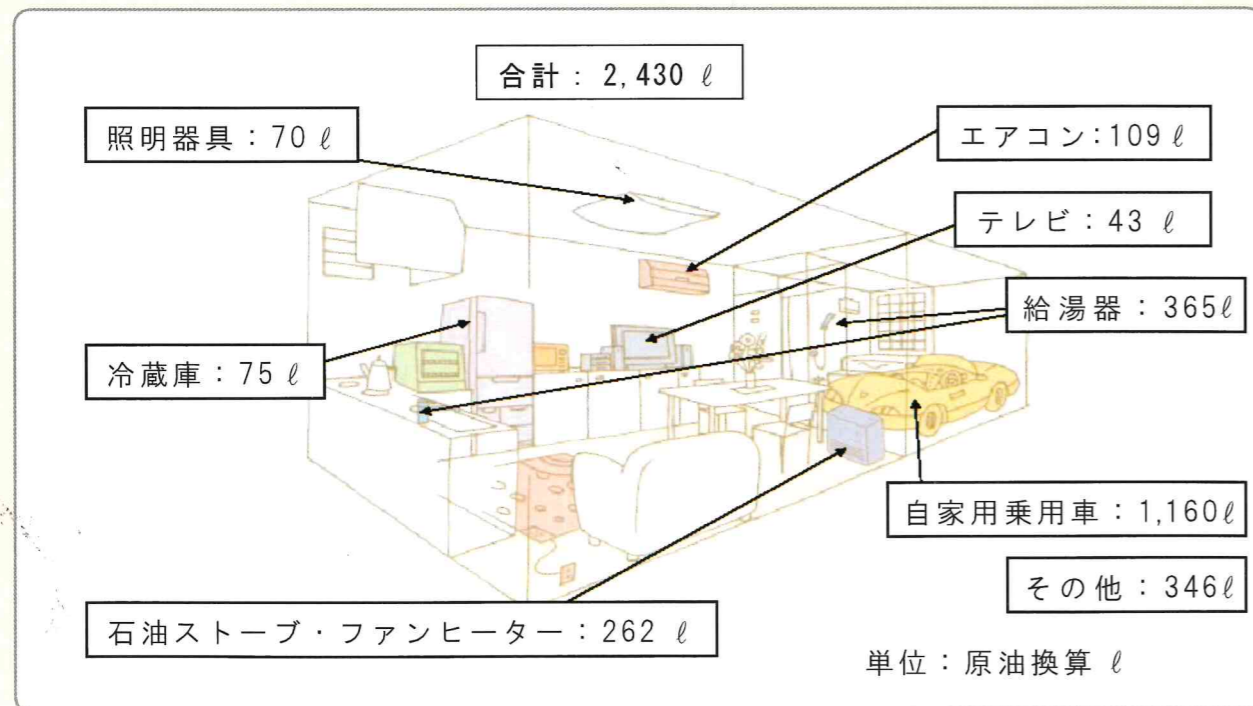 合計：2,430 ℓ
照明器具：70 ℓ
エアコン：109ℓ
テレビ：43 ℓ
給湯器：365ℓ
冷蔵庫：75 ℓ
自家用乗用車：1,160ℓ
その他：346ℓ
石油ストーブ・ファンヒーター：262 ℓ
単位：原油換算 ℓ